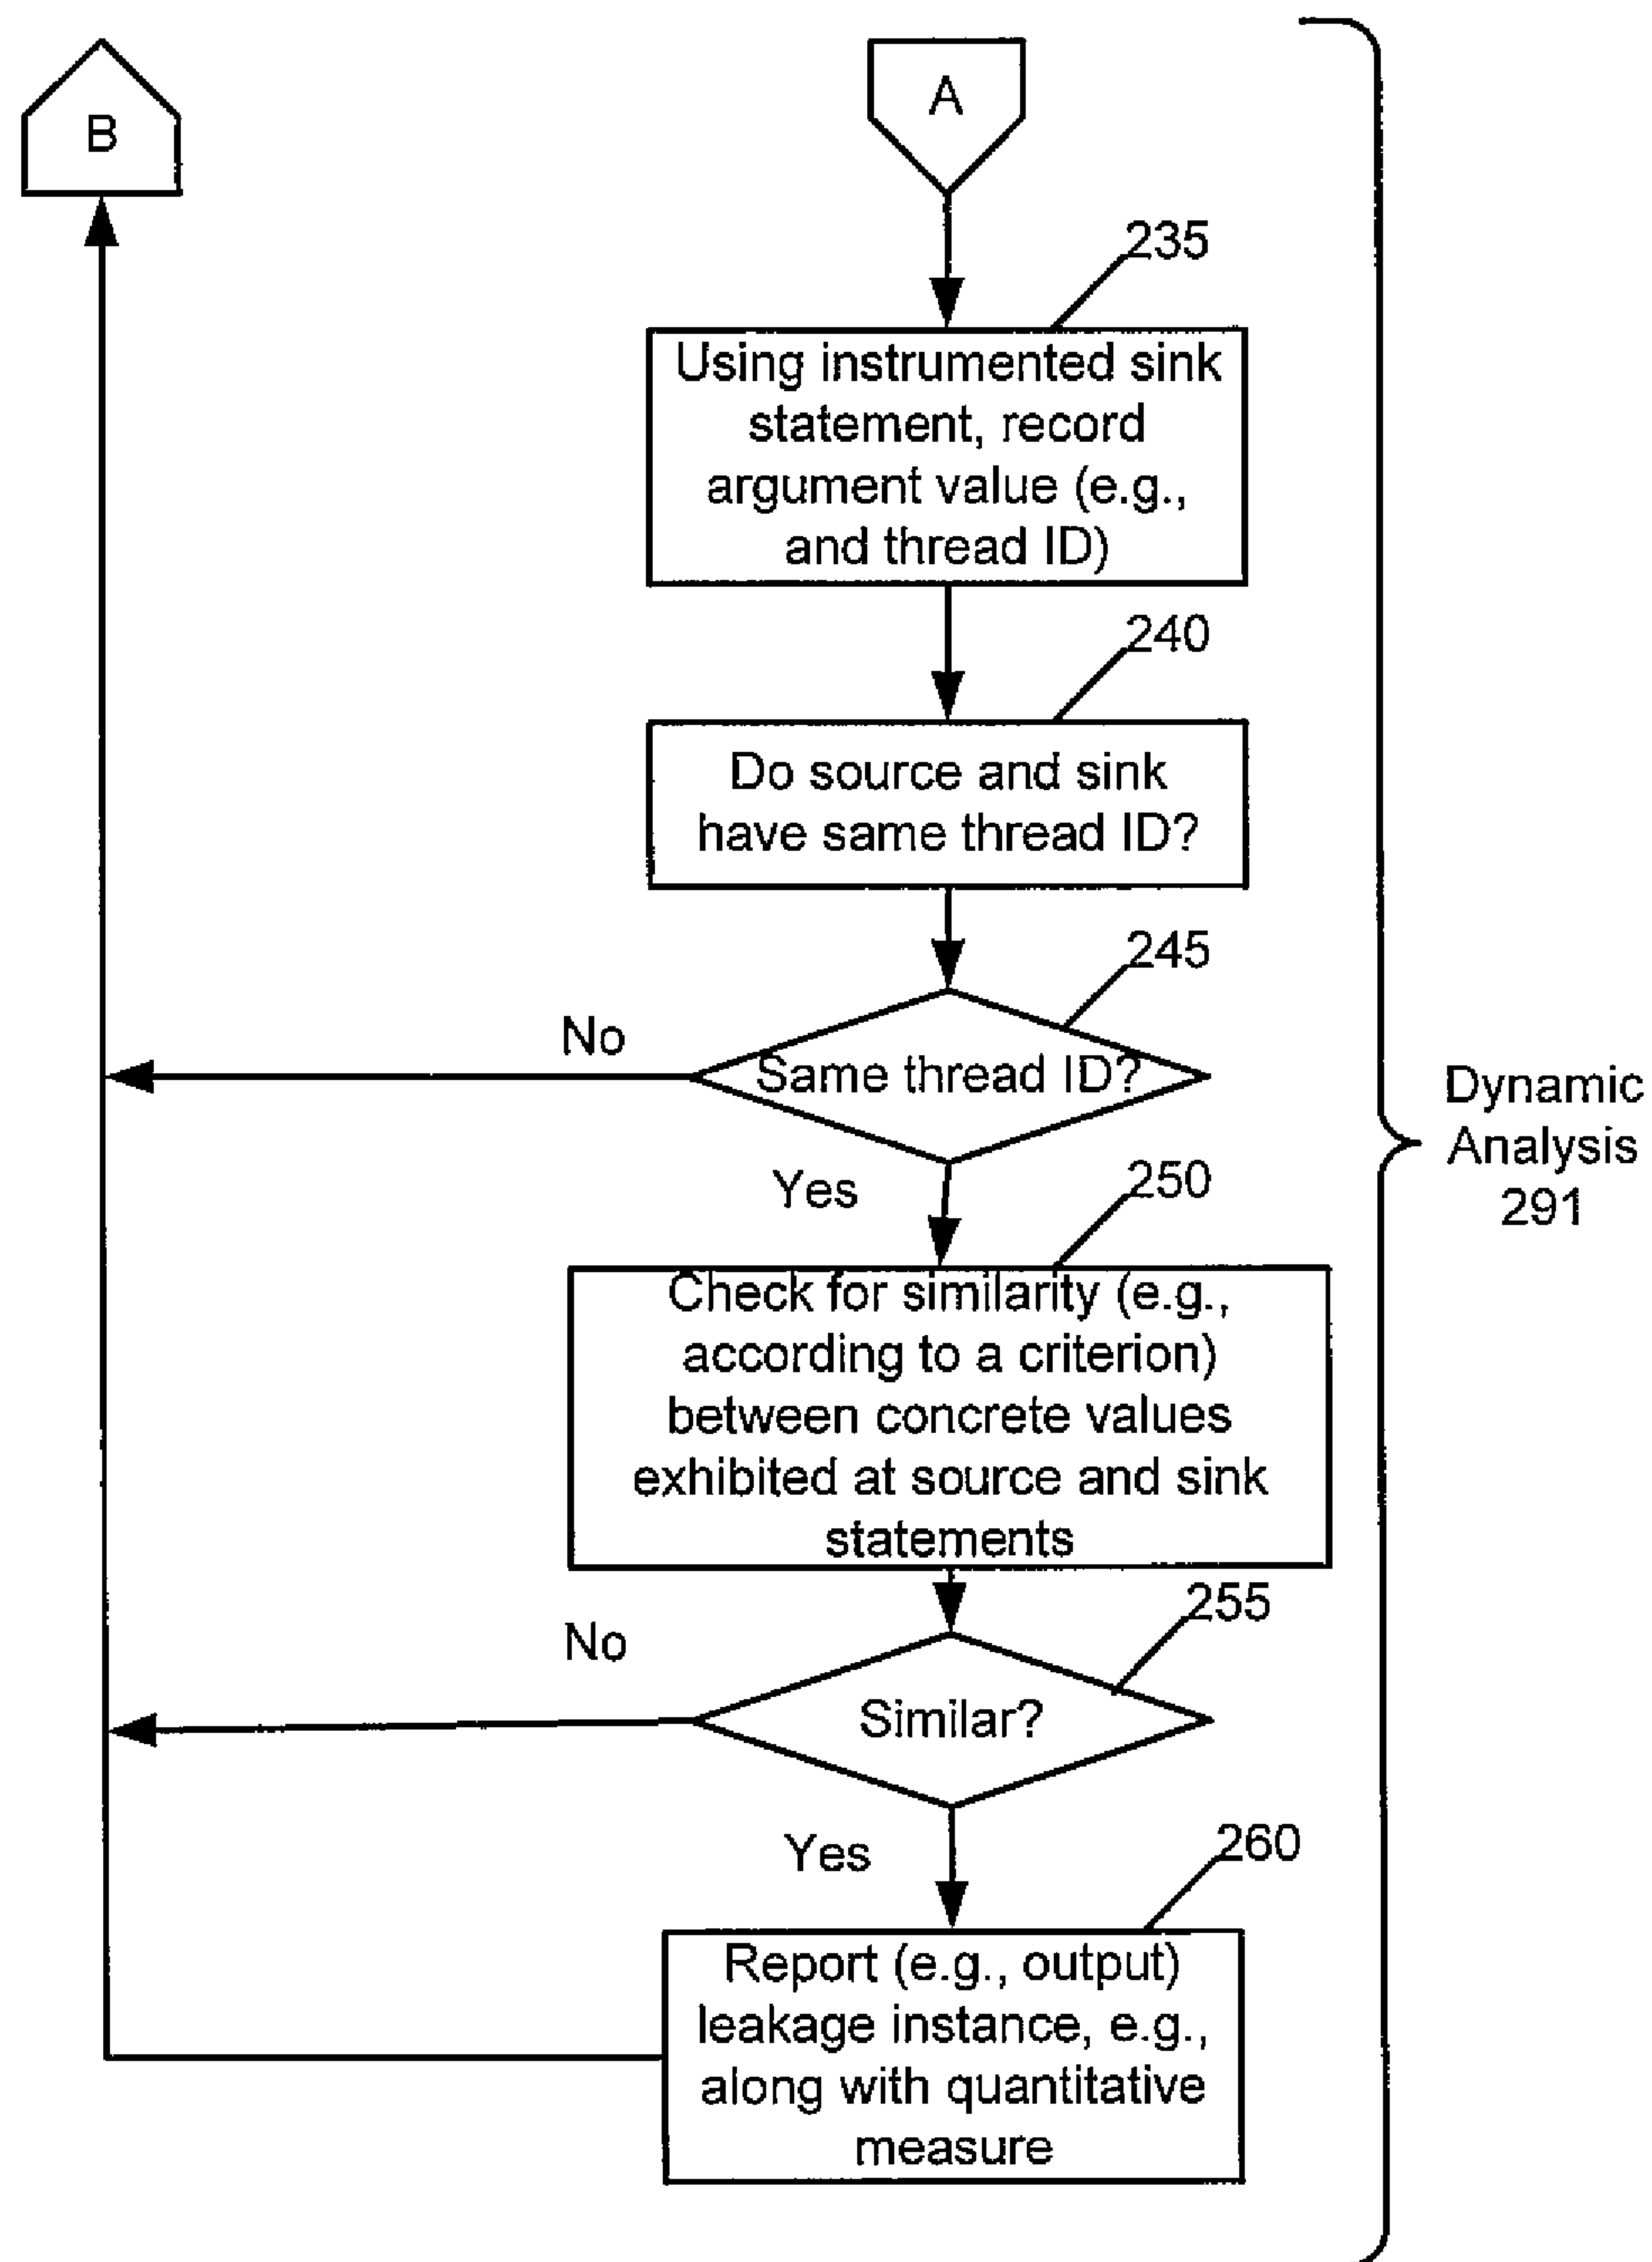 B
A
235
Using instrumented sink
statement, record
argument value (e.g.,
and thread ID)
240
Do source and sink
have same thread ID?
245
No
Same thread ID?
Yes
250
Check for similarity (e.g.,
according to a criterion)
between concrete values
exhibited at source and sink
statements
255
No
Similar?
Yes
260
Report (e.g., output)
leakage instance, e.g.,
along with quantitative
measure
Dynamic
Analysis
291